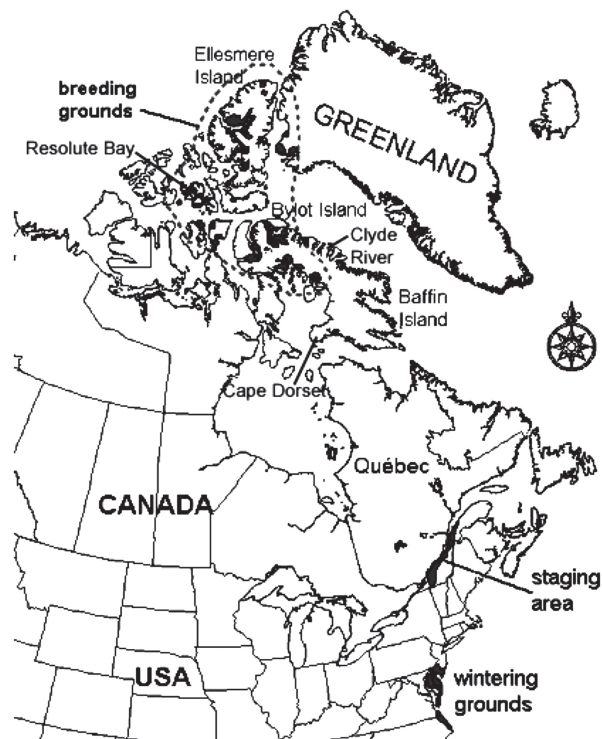 Ellesmere
Island
breeding
grounds
GREENLAND
Resolute Bay
Bylot Island
Clyde
River
Baffin
Island
Cape Dorset
Québec
CANADA
staging
area
USA
wintering
grounds